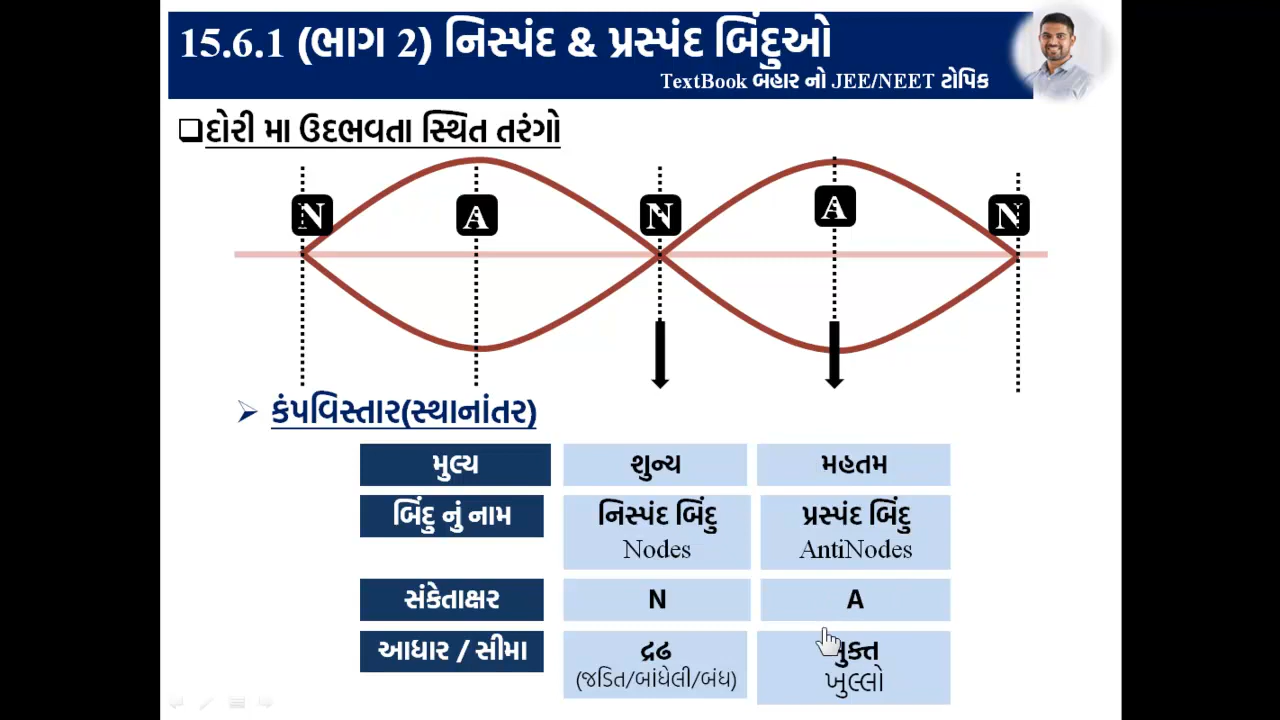 15.6.1 (ભાગ 2) નિસ્પંદ & પ્રસ્પંદ બિંદુઓ
TextBook બહાર નો JEE/NEET ટોપિક
દોરી મા ઉદભવતા સ્થિત તરંગો
N A N A N
કંપવિસ્તાર(સ્થાનાંતર)
મુલ્ય શુન્ય મહતમ
બિંદુ નું નામ નિસ્પંદ બિંદુ પ્રસ્પંદ બિંદુ
Nodes AntiNodes
સંકેતાક્ષર N A
આધાર / સીમા દ્રઢ મુક્ત
(જડિત/બાંધેલી/બંધ) ખુલ્લો